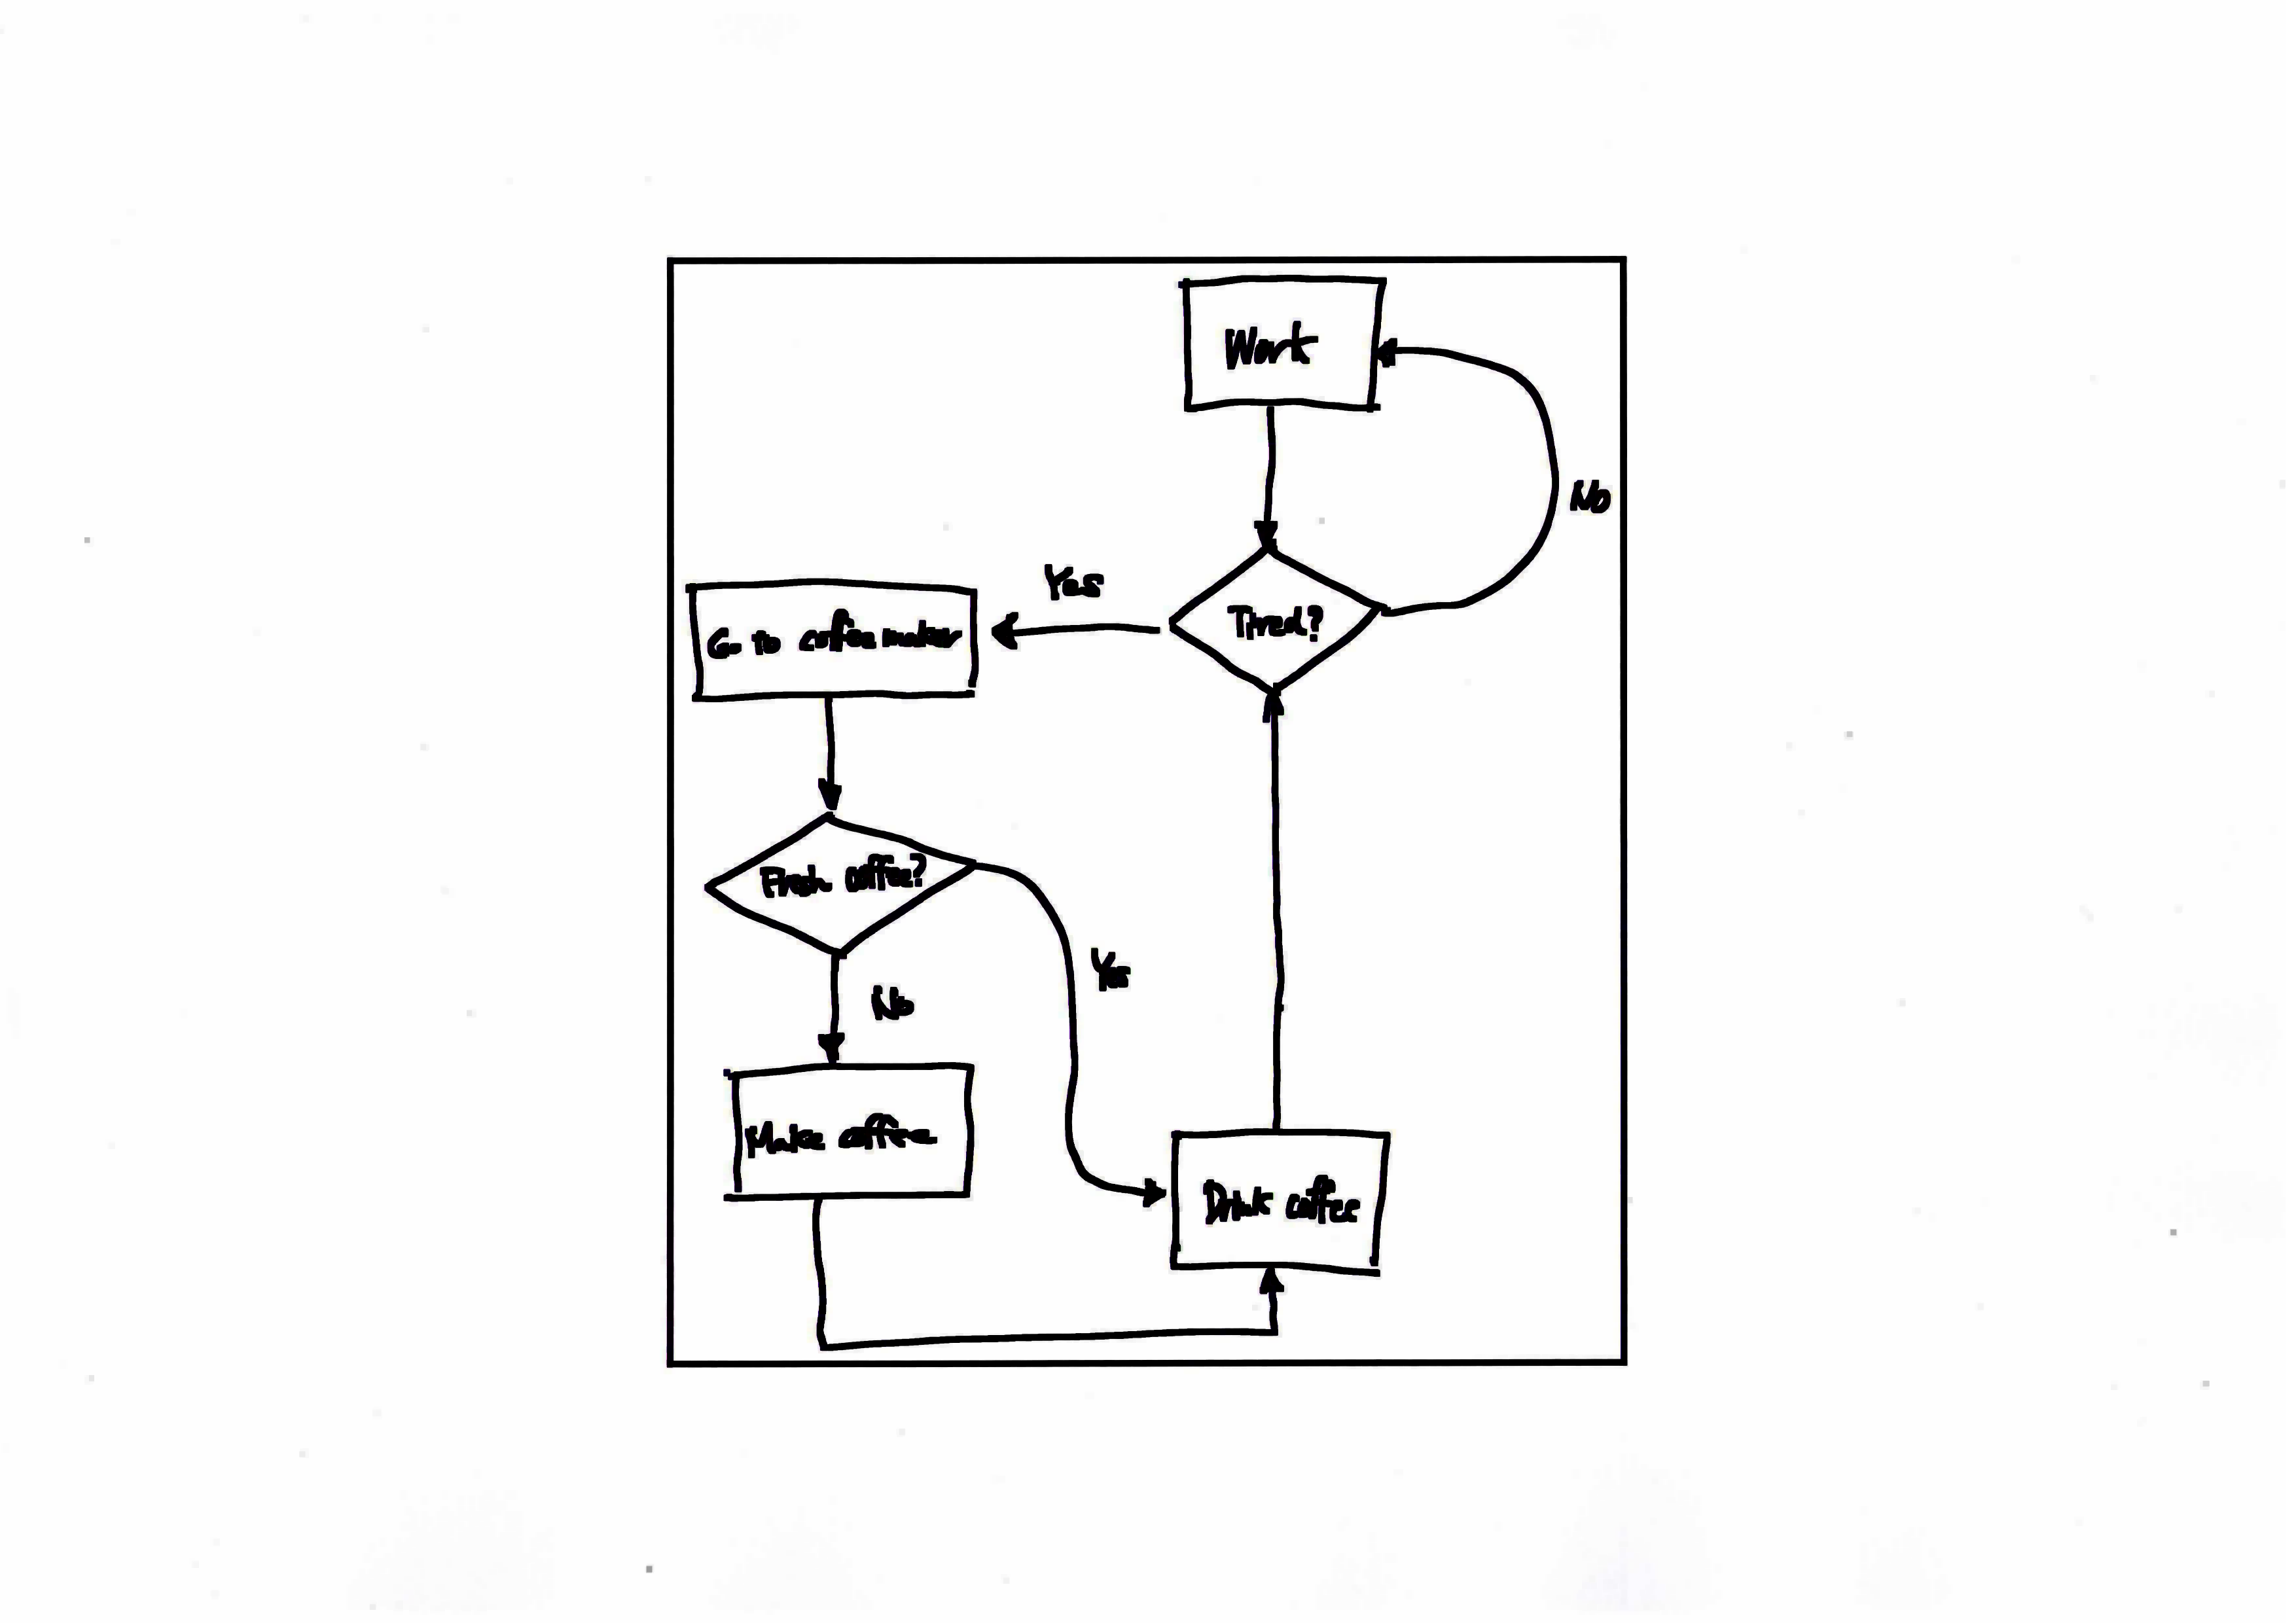 Work
No
Yes
Tired?
Go to coffee maker
Fresh coffee?
Yes
No
Make coffee
Drink coffee